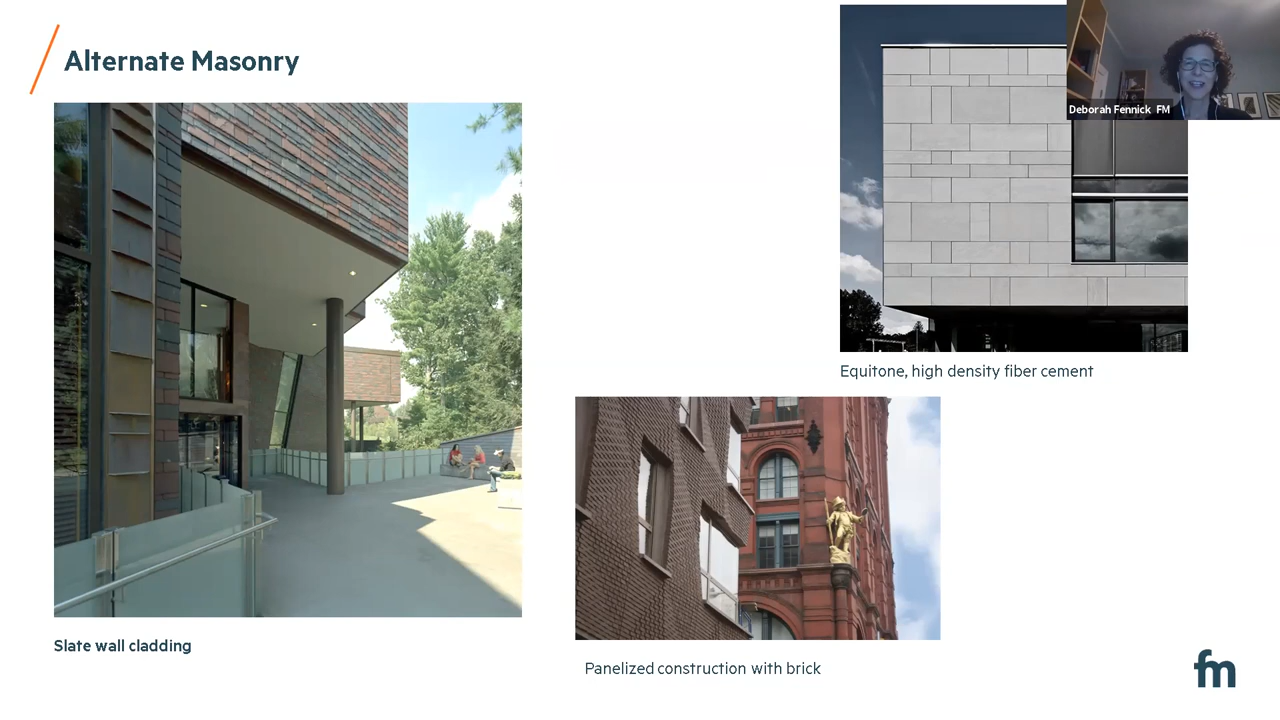 Alternate Masonry
Deborah Fennick FM
Equitone, high density fiber cement
Slate wall cladding
Panelized construction with brick
fm